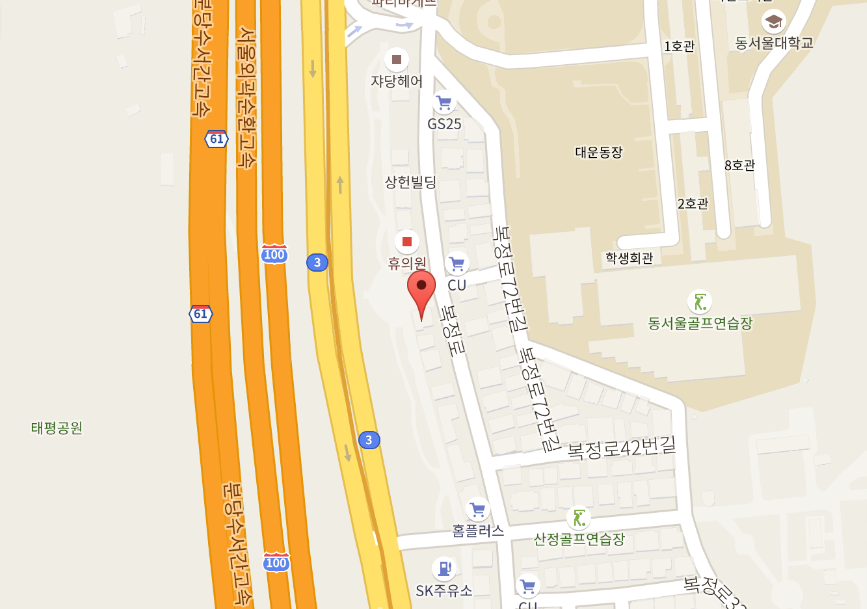 파리바게뜨
분당수서간고속
서울외곽순환고속
1호관
동서울대학교
쟈당헤어
GS25
61
대운동장
8호관
상헌빌딩
2호관
복정로72번길
휴의원
학생회관
100
3
CU
동서울골프연습장
61
복정로
복정로72번길
태평공원
3
복정로42번길
분당수서간고속
홈플러스
산정골프연습장
100
SK주유소
CU